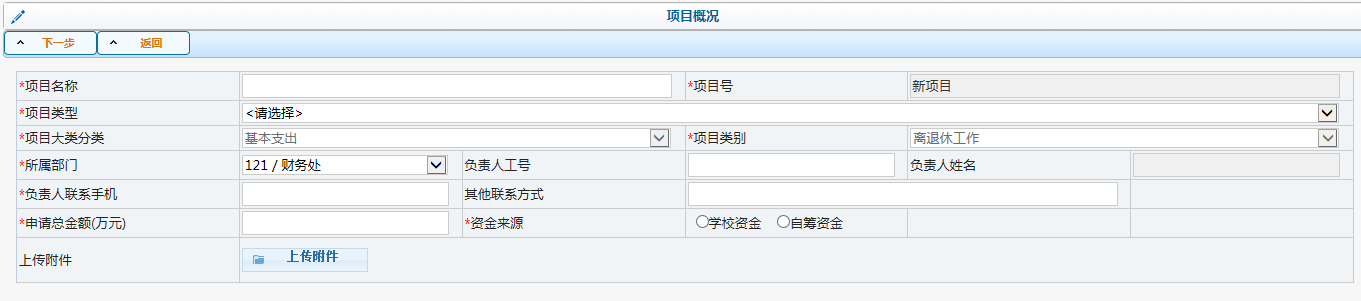 项目概况
下一步 返回
*项目名称 *项目号 新项目
*项目类型 <请选择>
*项目大类分类 基本支出 *项目类别 离退休工作
*所属部门 121 / 财务处 负责人工号 负责人姓名
*负责人联系手机 其他联系方式
*申请总金额(万元) *资金来源 学校资金 自筹资金
上传附件 上传附件